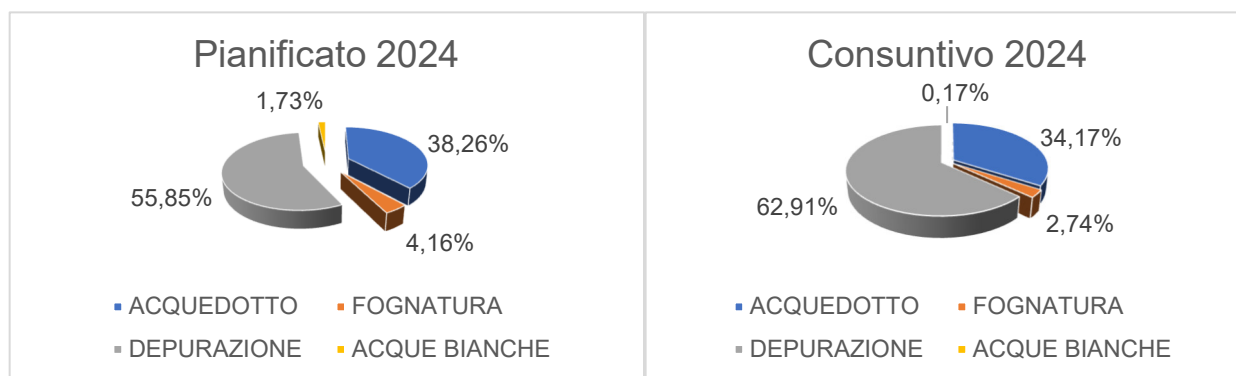 Pianificato 2024
1,73%
38,26%
55,85%
4,16%
ACQUEDOTTO
FOGNATURA
DEPURAZIONE
ACQUE BIANCHE
Consuntivo 2024
0,17%
34,17%
62,91%
2,74%
ACQUEDOTTO
FOGNATURA
DEPURAZIONE
ACQUE BIANCHE